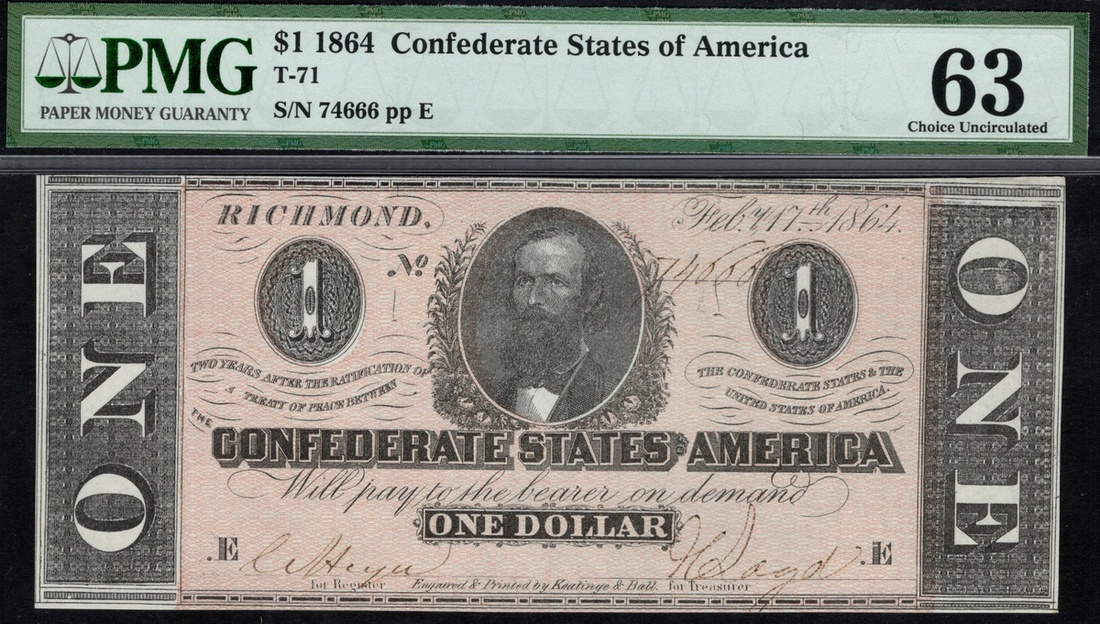 PMG
PAPER MONEY GUARANTY
$1 1864 Confederate States of America
T-71
S/N 74666 pp E
63
Choice Uncirculated
RICHMOND.
Feb.y 17th 1864.
No 74666
1
1
ONE
ONE
TWO YEARS AFTER THE RATIFICATION OF
A TREATY OF PEACE BETWEEN
THE CONFEDERATE STATES & THE
UNITED STATES OF AMERICA.
THE
CONFEDERATE STATES OF AMERICA
Will pay to the bearer on demand
ONE DOLLAR
.E
.E
for Register
Engraved & Printed by Keatinge & Ball.
for Treasurer